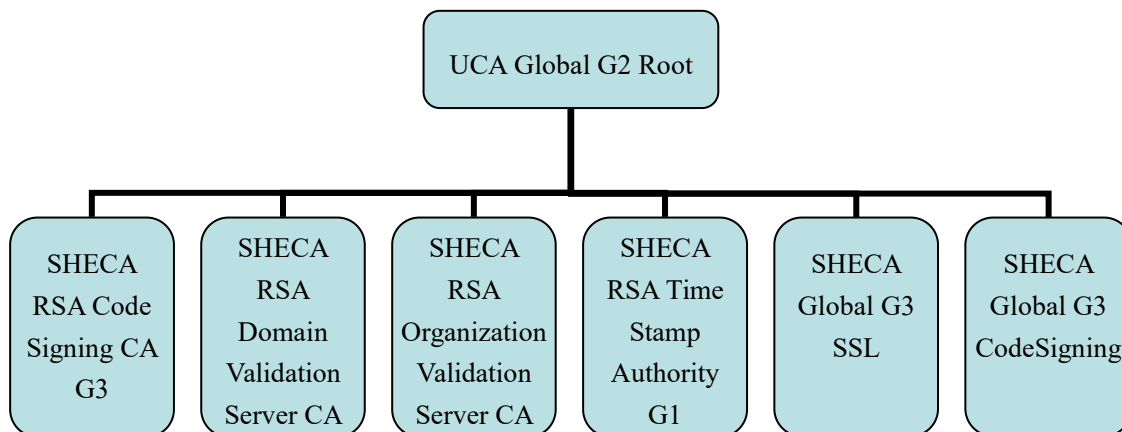 UCA Global G2 Root
SHECA
RSA Code
Signing CA
G3
SHECA
RSA
Domain
Validation
Server CA
SHECA
RSA
Organization
Validation
Server CA
SHECA
RSA Time
Stamp
Authority
G1
SHECA
Global G3
SSL
SHECA
Global G3
CodeSigning